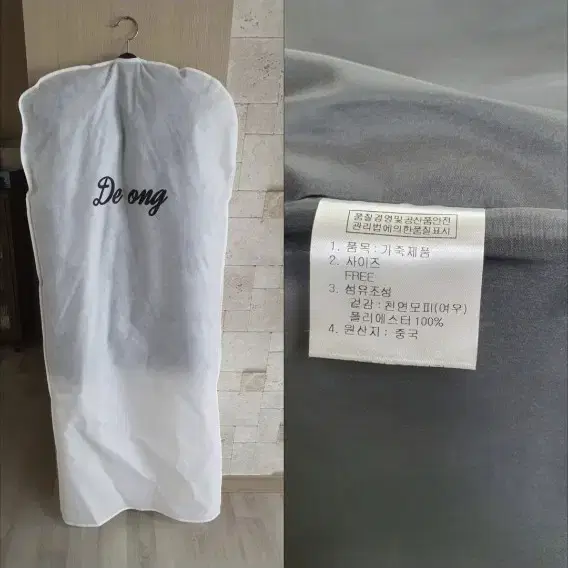 De ong
품질경영및공산품안전
관리법에의한품질표시
1. 품목 : 가죽제품
2. 사이즈
FREE
3. 섬유조성
겉감 : 천연모피(여우)
폴리에스터 100%
4. 원산지 : 중국